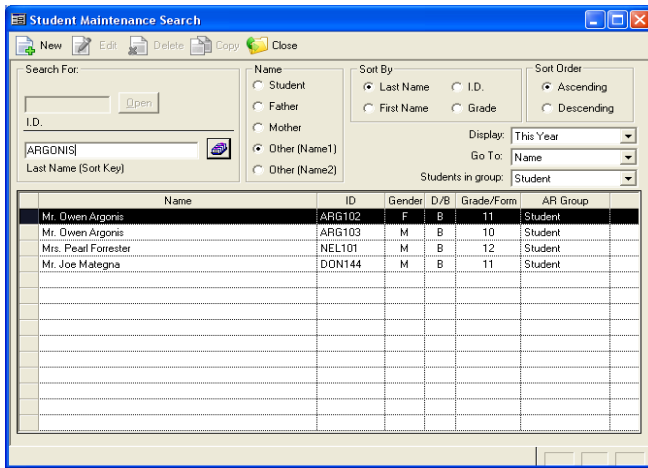 Student Maintenance Search
New Edit Delete Copy Close
Search For:
Open
I.D.
ARGONIS
Last Name (Sort Key)
Name
Student
Father
Mother
Other (Name1)
Other (Name2)
Sort By
Last Name I.D.
First Name Grade
Sort Order
Ascending
Descending
Display: This Year
Go To: Name
Students in group: Student
Name ID Gender D/B Grade/Form AR Group
Mr. Owen Argonis ARG102 F B 11 Student
Mr. Owen Argonis ARG103 M B 10 Student
Mrs. Pearl Forrester NEL101 M B 12 Student
Mr. Joe Mategna DON144 M B 11 Student